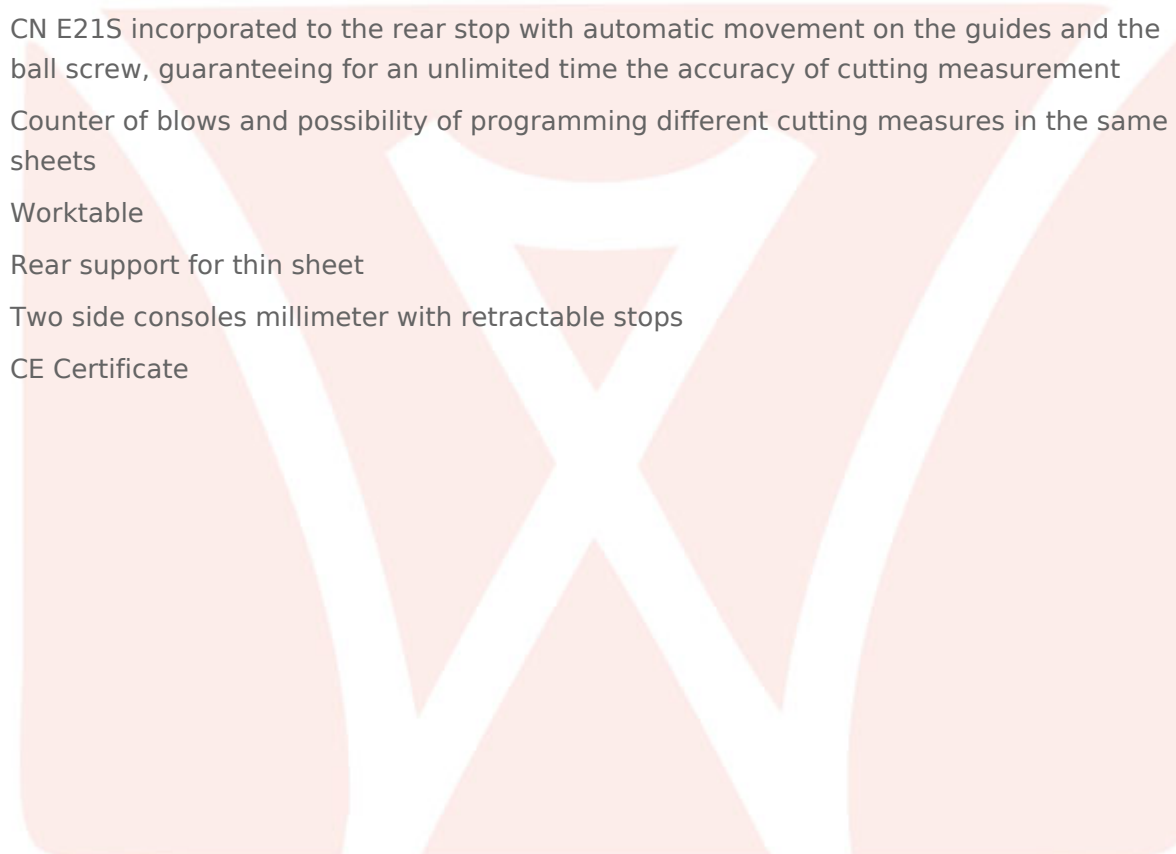 CN E21S incorporated to the rear stop with automatic movement on the guides and the
ball screw, guaranteeing for an unlimited time the accuracy of cutting measurement
Counter of blows and possibility of programming different cutting measures in the same
sheets
Worktable
Rear support for thin sheet
Two side consoles millimeter with retractable stops
CE Certificate